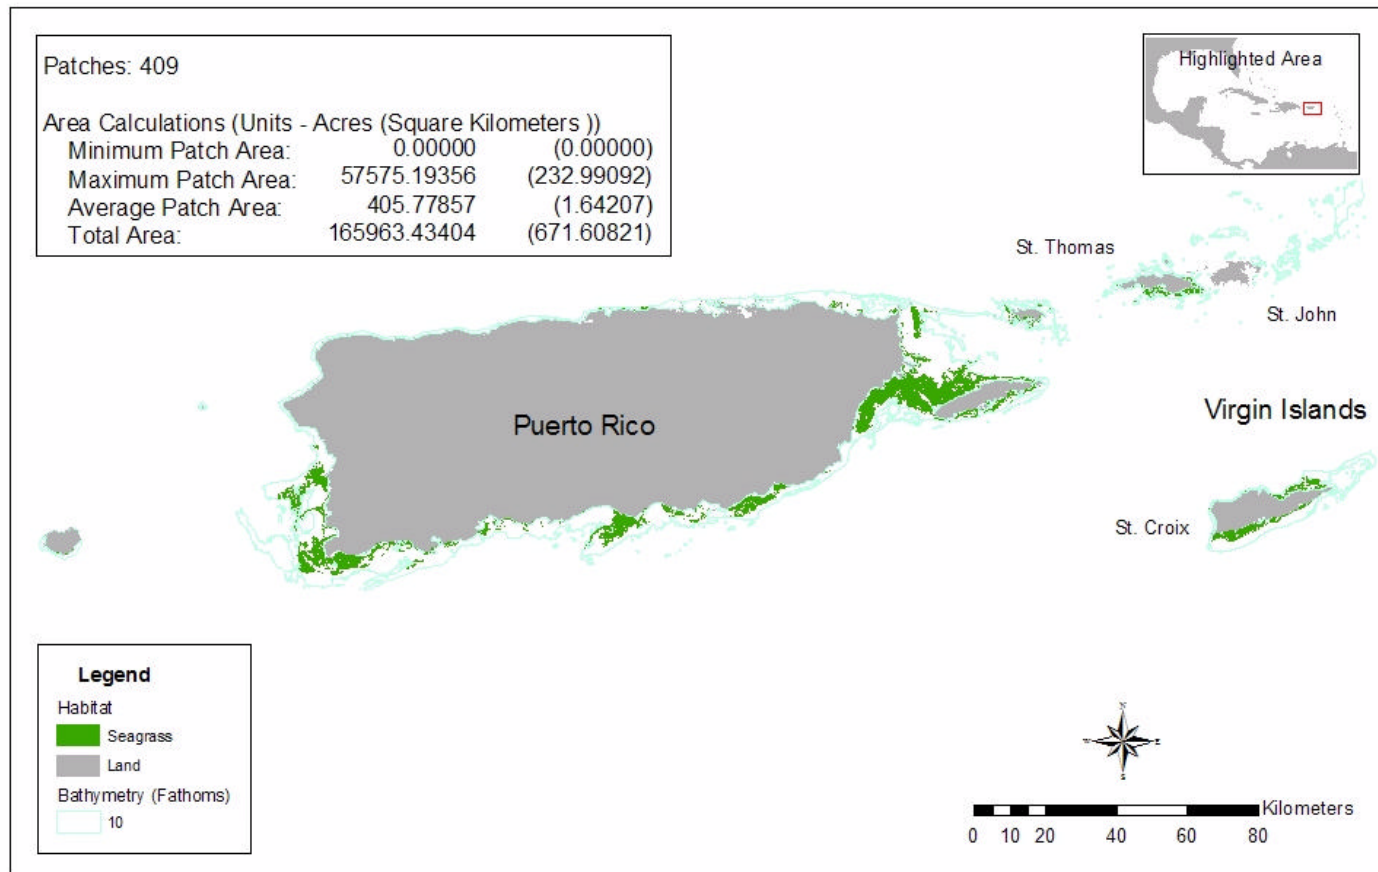 Patches: 409
Area Calculations (Units - Acres (Square Kilometers ))
Minimum Patch Area: 0.00000 (0.00000)
Maximum Patch Area: 57575.19356 (232.99092)
Average Patch Area: 405.77857 (1.64207)
Total Area: 165963.43404 (671.60821)
Highlighted Area
St. Thomas
St. John
Puerto Rico
Virgin Islands
St. Croix
Legend
Habitat
Seagrass
Land
Bathymetry (Fathoms)
10
N
W E
S
Kilometers
0 10 20 40 60 80